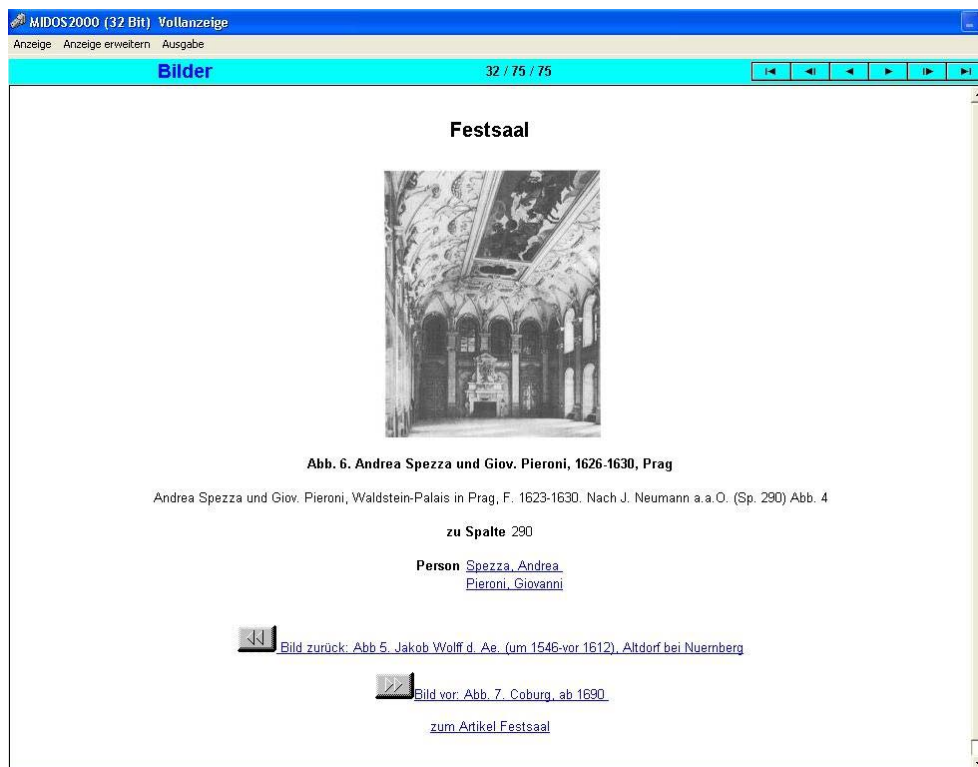 MIDOS2000 (32 Bit) Vollanzeige
Anzeige Anzeige erweitern Ausgabe
Bilder 32 / 75 / 75
Festsaal
Abb. 6. Andrea Spezza und Giov. Pieroni, 1626-1630, Prag
Andrea Spezza und Giov. Pieroni, Waldstein-Palais in Prag, F. 1623-1630. Nach J. Neumann a.a.O. (Sp. 290) Abb. 4
zu Spalte 290
Person Spezza, Andrea
Pieroni, Giovanni
Bild zurück: Abb 5. Jakob Wolff d. Ae. (um 1546-vor 1612), Altdorf bei Nuernberg
Bild vor: Abb. 7. Coburg, ab 1690
zum Artikel Festsaal